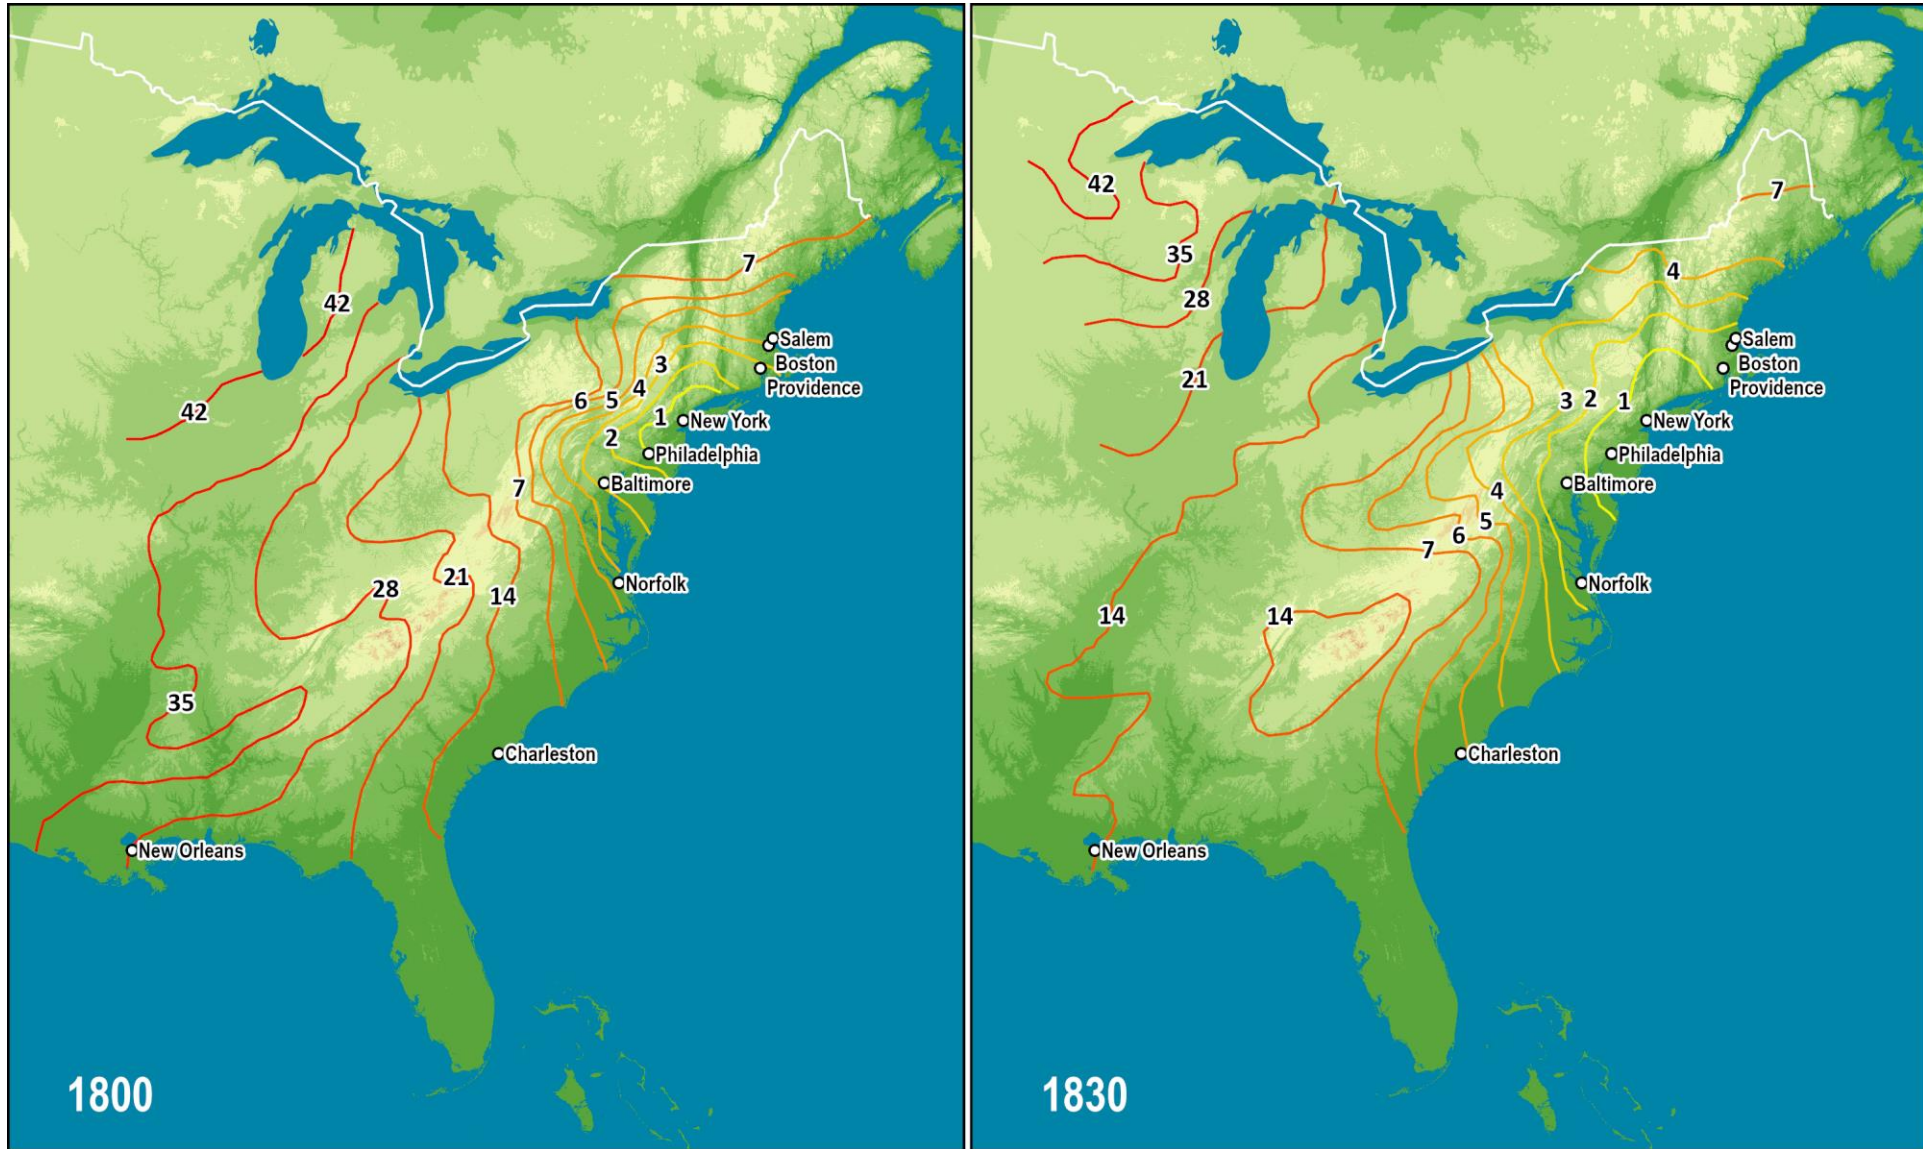 7
42
Salem
Boston
3
Providence
4
5
6
42
1
New York
2
Philadelphia
Baltimore
7
21
Norfolk
28
14
35
Charleston
New Orleans
1800
42
7
35
4
28
Salem
Boston
21
Providence
3
2
1
New York
Philadelphia
Baltimore
4
5
6
7
Norfolk
14
14
Charleston
New Orleans
1830